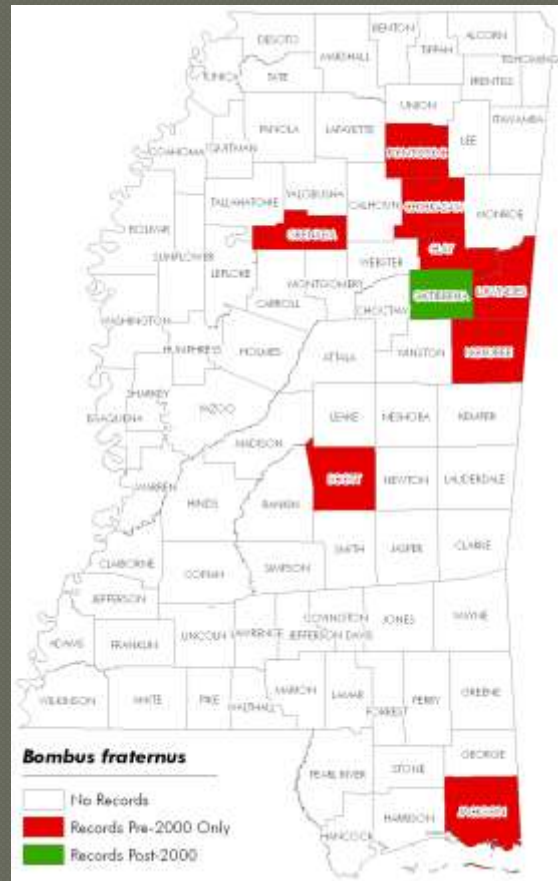 BENTON
ALCORN
DESOTO
MARSHALL
TIPPAH
TISHOMINGO
TUNICA
TATE
PRENTISS
UNION
ITAWAMBA
PANOLA
LAFAYETTE
LEE
COAHOMA
QUITMAN
PONTOTOC
YALOBUSHA
CALHOUN
CHICKASAW
TALLAHATCHIE
MONROE
BOLIVAR
GRENADA
CLAY
SUNFLOWER
WEBSTER
LEFLORE
MONTGOMERY
OKTIBBEHA
LOWNDES
CARROLL
CHOCTAW
WASHINGTON
HUMPHREYS
HOLMES
ATTALA
WINSTON
NOXUBEE
SHARKEY
ISSAQUENA
YAZOO
LEAKE
NESHOBA
KEMPER
MADISON
WARREN
SCOTT
NEWTON
LAUDERDALE
HINDS
RANKIN
SMITH
JASPER
CLARKE
CLAIBORNE
COPIAH
SIMPSON
JEFFERSON
COVINGTON
JONES
WAYNE
ADAMS
FRANKLIN
LINCOLN
LAWRENCE
JEFFERSON DAVIS
MARION
LAMAR
PERRY
GREENE
WILKINSON
PIKE
WALTHALL
FORREST
GEORGE
Bombus fraternus
PEARL RIVER
STONE
No Records
JACKSON
Records Pre-2000 Only
HARRISON
HANCOCK
Records Post-2000